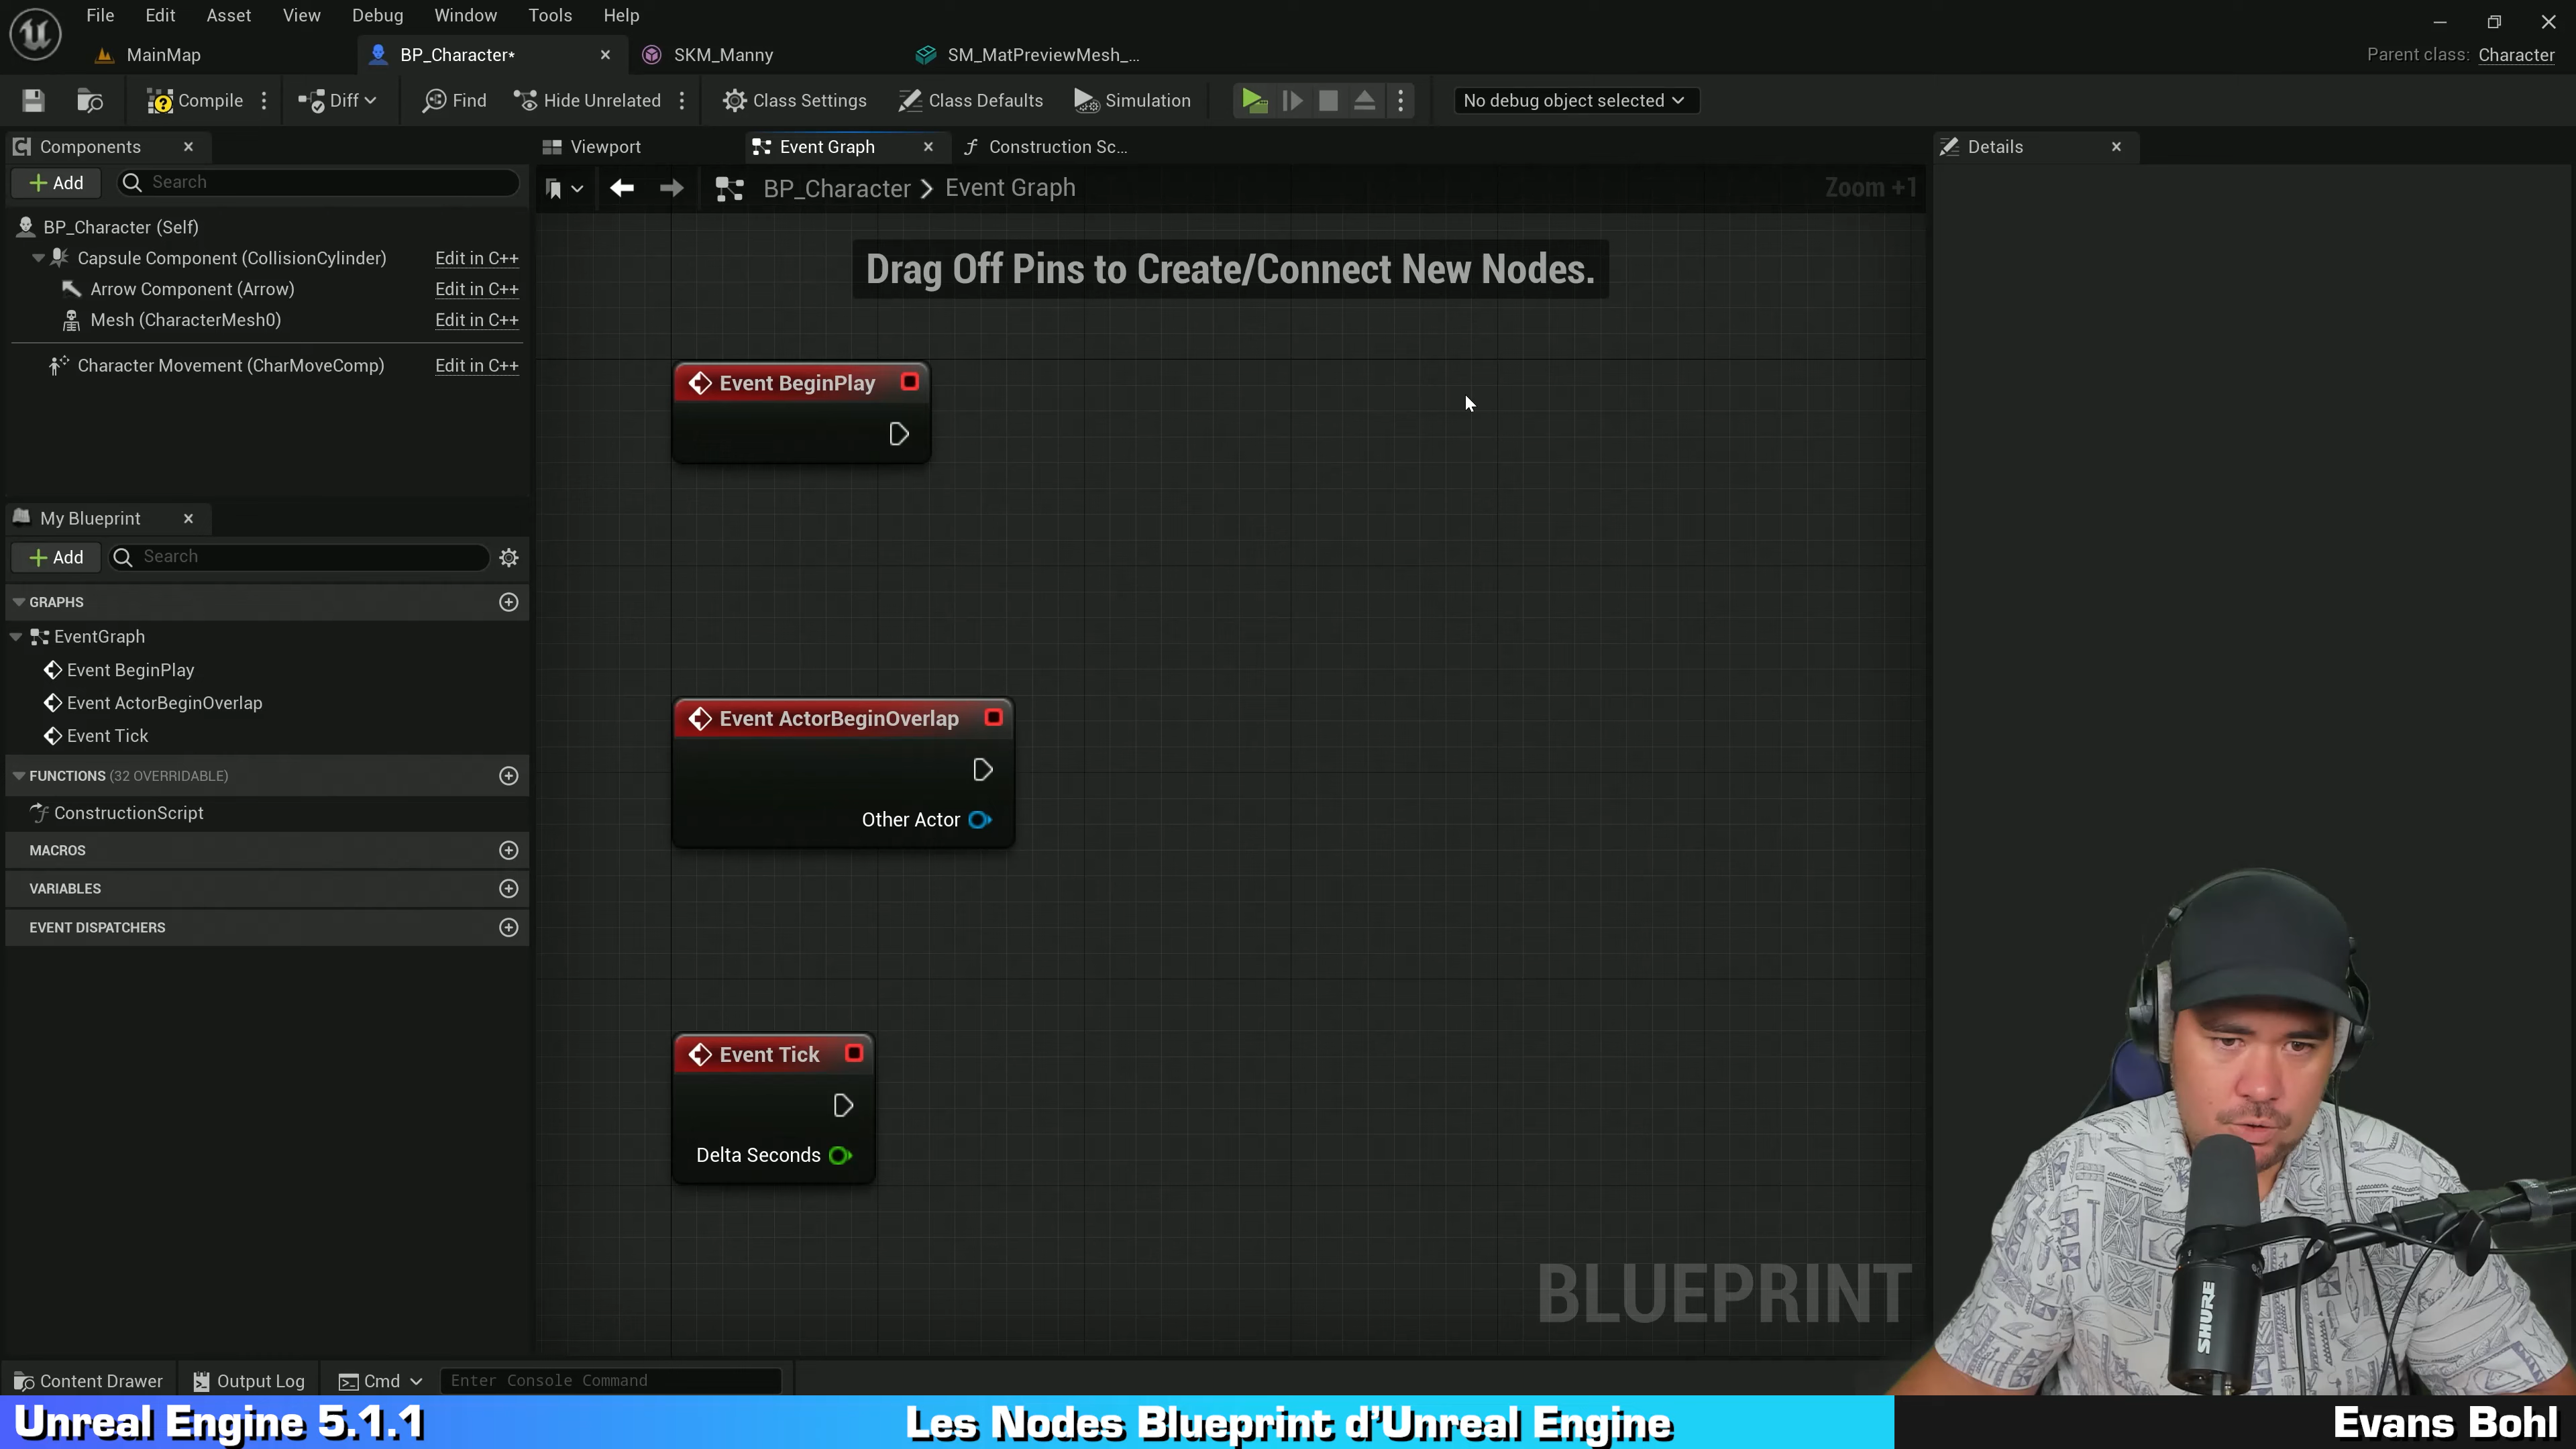 File Edit Asset View Debug Window Tools Help
MainMap BP_Character* SKM_Manny SM_MatPreviewMesh_...
Parent class: Character
Compile Diff Find Hide Unrelated Class Settings Class Defaults Simulation No debug object selected
Components Viewport Event Graph Construction Sc... Details
Add Search
BP_Character > Event Graph Zoom +1
BP_Character (Self)
Capsule Component (CollisionCylinder) Edit in C++
Arrow Component (Arrow) Edit in C++
Mesh (CharacterMesh0) Edit in C++
Character Movement (CharMoveComp) Edit in C++
Drag Off Pins to Create/Connect New Nodes.
Event BeginPlay
My Blueprint
Add Search
GRAPHS
EventGraph
Event BeginPlay
Event ActorBeginOverlap
Event Tick
FUNCTIONS (32 OVERRIDABLE)
ConstructionScript
MACROS
VARIABLES
EVENT DISPATCHERS
Event ActorBeginOverlap
Other Actor
Event Tick
Delta Seconds
BLUEPRINT
SHURE
Content Drawer Output Log Cmd Enter Console Command
Unreal Engine 5.1.1 Les Nodes Blueprint d'Unreal Engine Evans Bohl